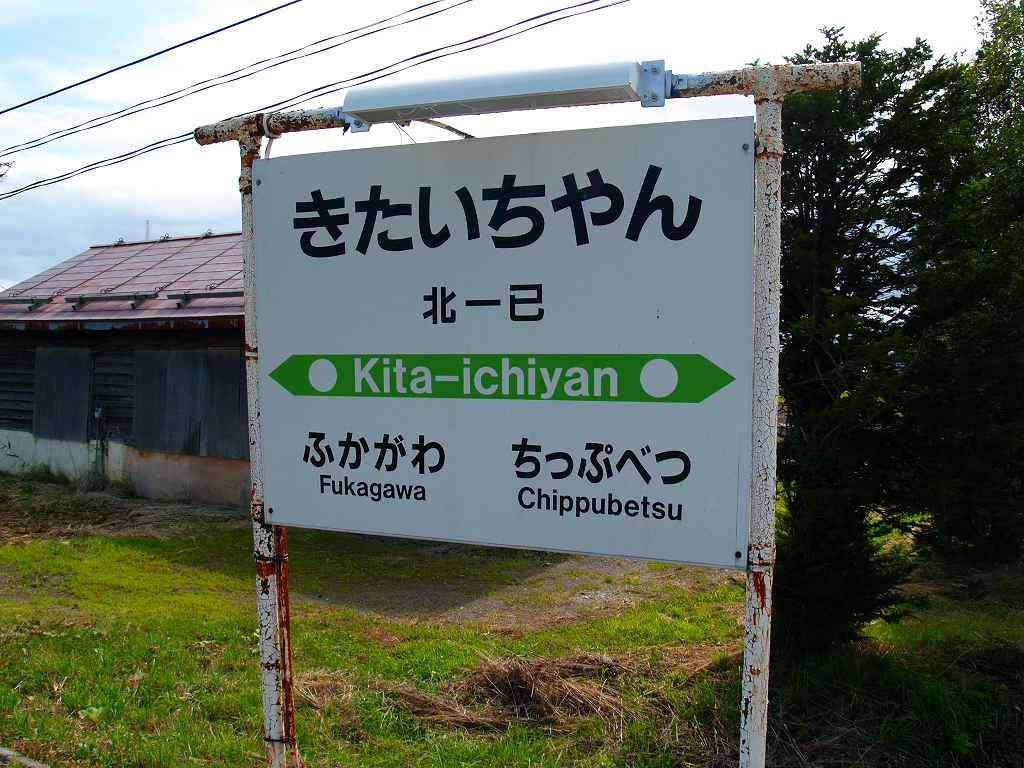 きたいちやん
北一已
Kita-ichiyan
ふかがわ ちっぷべつ
Fukagawa Chippubetsu